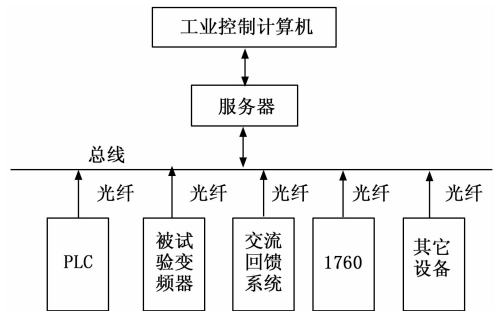 工业控制计算机
服务器
总线
光纤 光纤 光纤 光纤 光纤
PLC
被试
验变
频器
交流
回馈
系统
1760
其它
设备